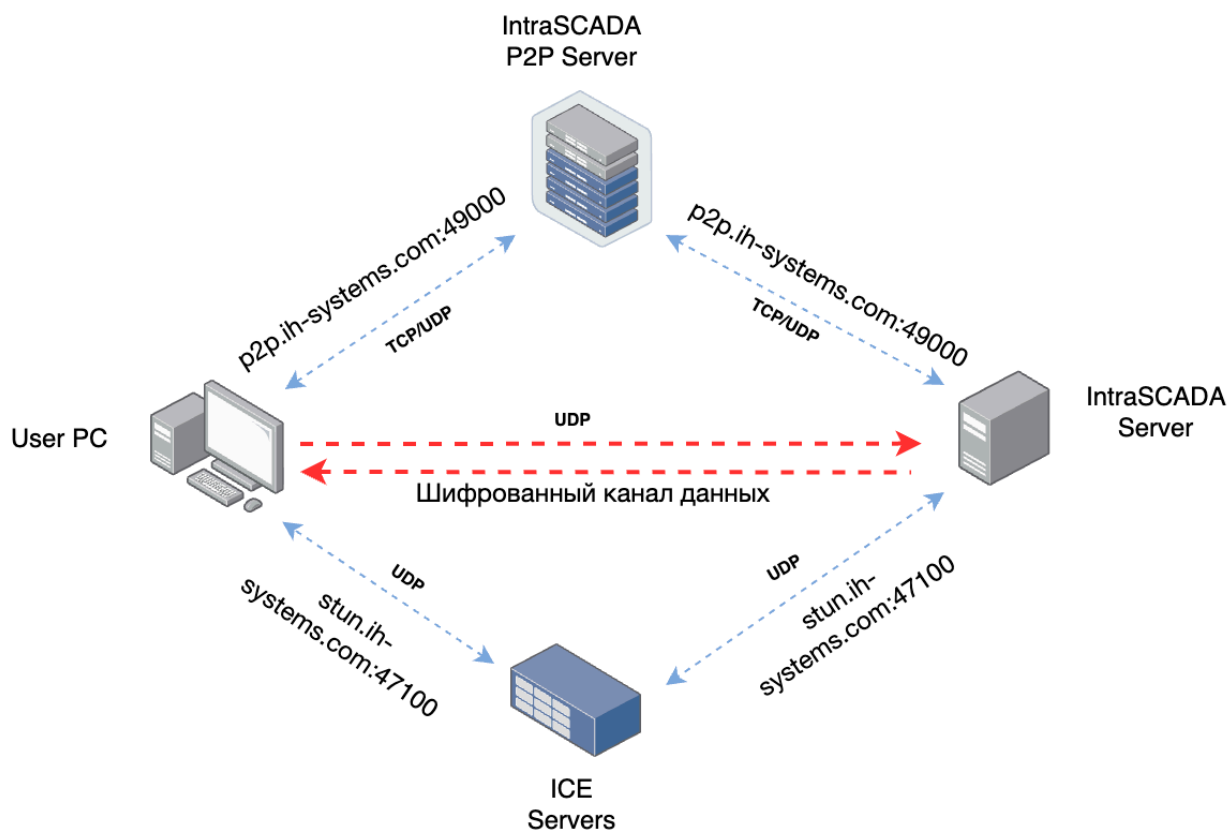 IntraSCADA
P2P Server
p2p.ih-systems.com:49000
TCP/UDP
p2p.ih-systems.com:49000
TCP/UDP
User PC
IntraSCADA
Server
UDP
Шифрованный канал данных
UDP
stun.ih-
systems.com:47100
UDP
stun.ih-
systems.com:47100
ICE
Servers